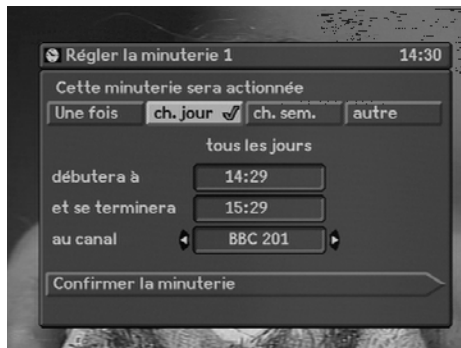 Régler la minuterie 1 14:30
Cette minuterie sera actionnée
Une fois ch. jour ch. sem. autre
tous les jours
débutera à 14:29
et se terminera 15:29
au canal BBC 201
Confirmer la minuterie